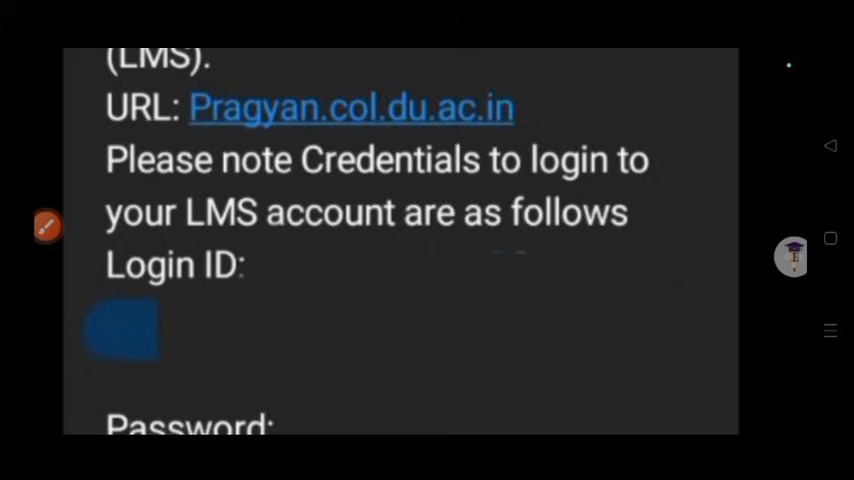 (LMS).
URL: Pragyan.col.du.ac.in
Please note Credentials to login to
your LMS account are as follows
Login ID:
Password: